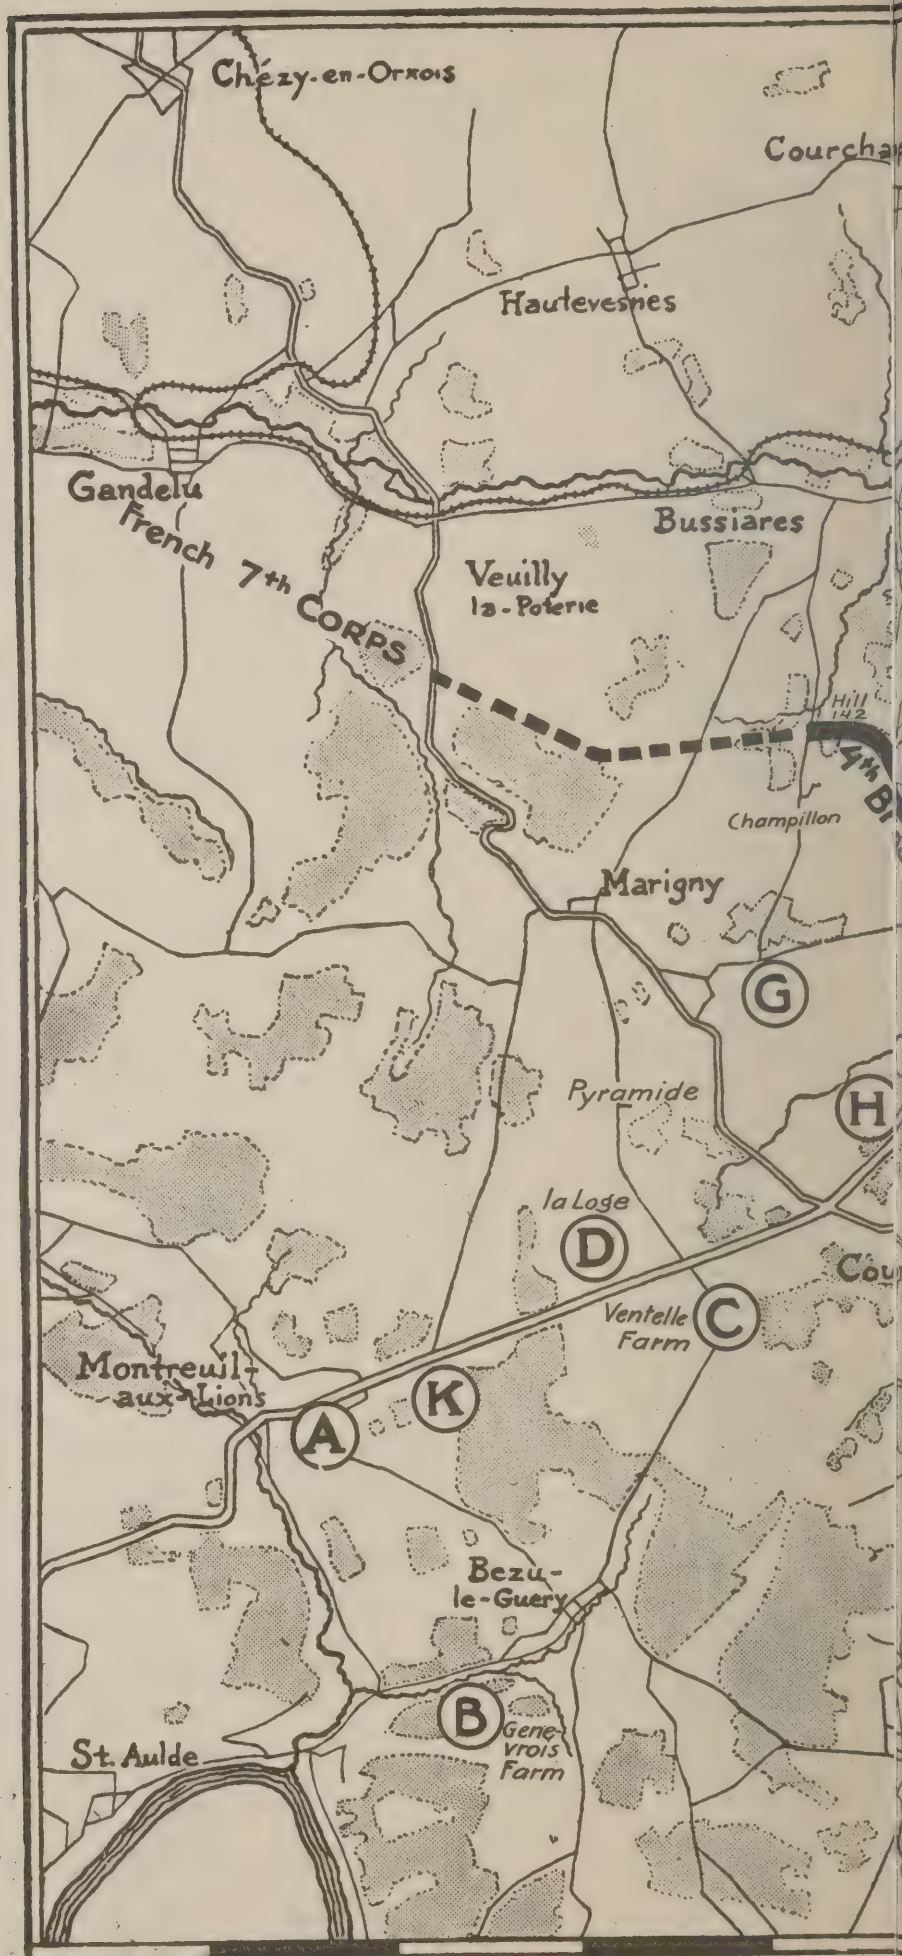 Chézy-en-Orxois
Courcha
Hautevesnes
Gandelu
Bussiares
French 7th CORPS
Veuilly
la-Poterie
Hill
142
4th B
Champillon
Marigny
G
Pyramide
H
la Loge
D
Cou
Ventelle
Farm
C
Montreuil-
aux-Lions
K
A
Bezu-
le-Guery
B
Gene-
vrois
Farm
St. Aulde